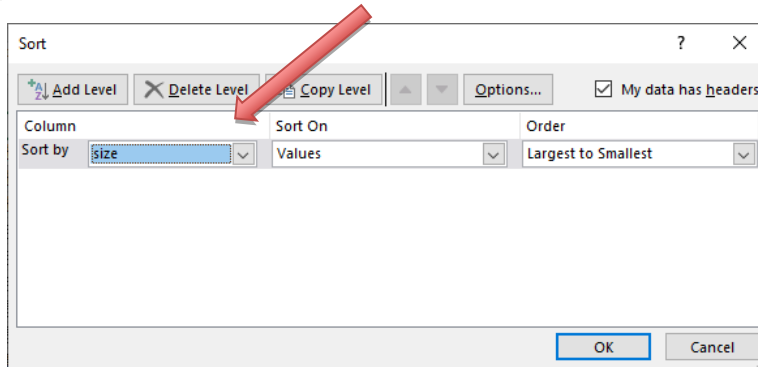 Sort ?
Add Level Delete Level Copy Level Options... My data has headers
Column Sort On Order
Sort by size Values Largest to Smallest
OK Cancel